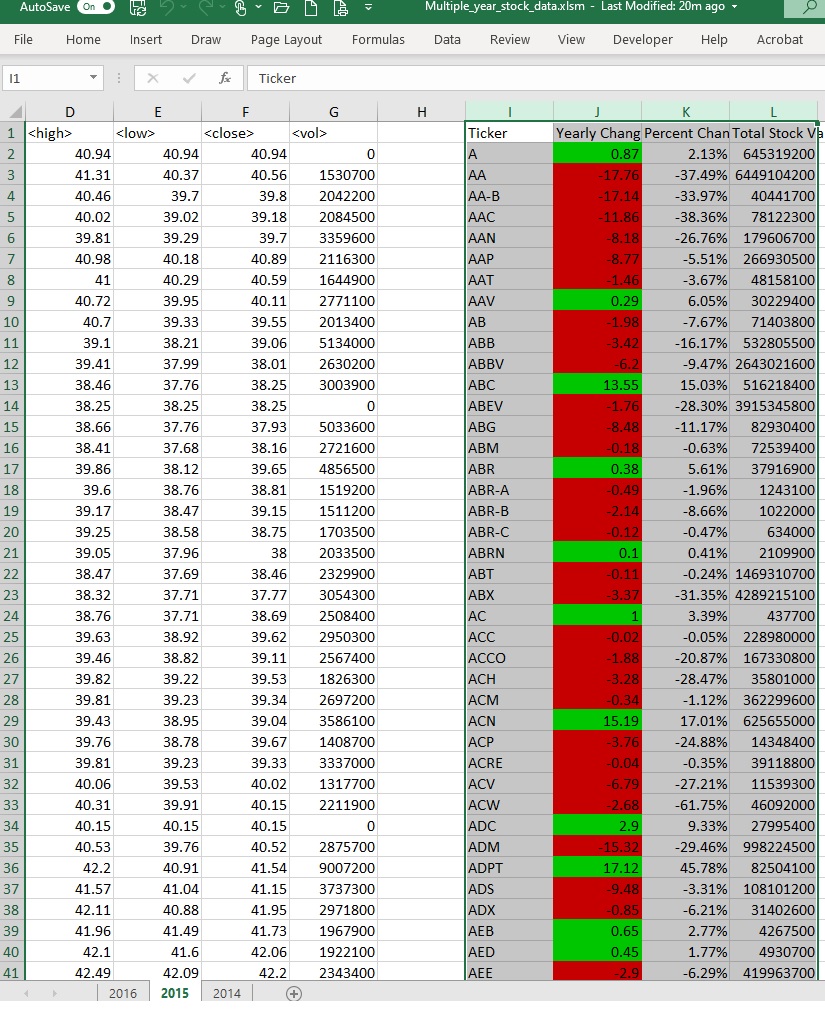 AutoSave On Multiple_year_stock_data.xlsm - Last Modified: 20m ago
File Home Insert Draw Page Layout Formulas Data Review View Developer Help Acrobat
I1 fx Ticker
D E F G H I J K L
1 <high> <low> <close> <vol> Ticker Yearly Chang Percent Chan Total Stock Va
2 40.94 40.94 40.94 0 A 0.87 2.13% 645319200
3 41.31 40.37 40.56 1530700 AA -17.76 -37.49% 6449104200
4 40.46 39.7 39.8 2042200 AA-B -17.14 -33.97% 40441700
5 40.02 39.02 39.18 2084500 AAC -11.86 -38.36% 78122300
6 39.81 39.29 39.7 3359600 AAN -8.18 -26.76% 179606700
7 40.98 40.18 40.89 2116300 AAP -8.77 -5.51% 266930500
8 41 40.29 40.59 1644900 AAT -1.46 -3.67% 48158100
9 40.72 39.95 40.11 2771100 AAV 0.29 6.05% 30229400
10 40.7 39.33 39.55 2013400 AB -1.98 -7.67% 71403800
11 39.1 38.21 39.06 5134000 ABB -3.42 -16.17% 532805500
12 39.41 37.99 38.01 2630200 ABBV -6.2 -9.47% 2643021600
13 38.46 37.76 38.25 3003900 ABC 13.55 15.03% 516218400
14 38.25 38.25 38.25 0 ABEV -1.76 -28.30% 3915345800
15 38.66 37.76 37.93 5033600 ABG -8.48 -11.17% 82930400
16 38.41 37.68 38.16 2721600 ABM -0.18 -0.63% 72539400
17 39.86 38.12 39.65 4856500 ABR 0.38 5.61% 37916900
18 39.6 38.76 38.81 1519200 ABR-A -0.49 -1.96% 1243100
19 39.17 38.47 39.15 1511200 ABR-B -2.14 -8.66% 1022000
20 39.25 38.58 38.75 1703500 ABR-C -0.12 -0.47% 634000
21 39.05 37.96 38 2033500 ABRN 0.1 0.41% 2109900
22 38.47 37.69 38.46 2329900 ABT -0.11 -0.24% 1469310700
23 38.32 37.71 37.77 3054300 ABX -3.37 -31.35% 4289215100
24 38.76 37.71 38.69 2508400 AC 1 3.39% 437700
25 39.63 38.92 39.62 2950300 ACC -0.02 -0.05% 228980000
26 39.46 38.82 39.11 2567400 ACCO -1.88 -20.87% 167330800
27 39.82 39.22 39.53 1826300 ACH -3.28 -28.47% 35801000
28 39.81 39.23 39.34 2697200 ACM -0.34 -1.12% 362299600
29 39.43 38.95 39.04 3586100 ACN 15.19 17.01% 625655000
30 39.76 38.78 39.67 1408700 ACP -3.76 -24.88% 14348400
31 39.81 39.23 39.33 3337000 ACRE -0.04 -0.35% 39118800
32 40.06 39.53 40.02 1317700 ACV -6.79 -27.21% 11539300
33 40.31 39.91 40.15 2211900 ACW -2.68 -61.75% 46092000
34 40.15 40.15 40.15 0 ADC 2.9 9.33% 27995400
35 40.53 39.76 40.52 2875700 ADM -15.32 -29.46% 998224500
36 42.2 40.91 41.54 9007200 ADPT 17.12 45.78% 82504100
37 41.57 41.04 41.15 3737300 ADS -9.48 -3.31% 108101200
38 42.11 40.88 41.95 2971800 ADX -0.85 -6.21% 31402600
39 41.96 41.49 41.73 1967900 AEB 0.65 2.77% 4267500
40 42.1 41.6 42.06 1922100 AED 0.45 1.77% 4930700
41 42.49 42.09 42.2 2343400 AEE -2.9 -6.29% 419963700
2016 2015 2014